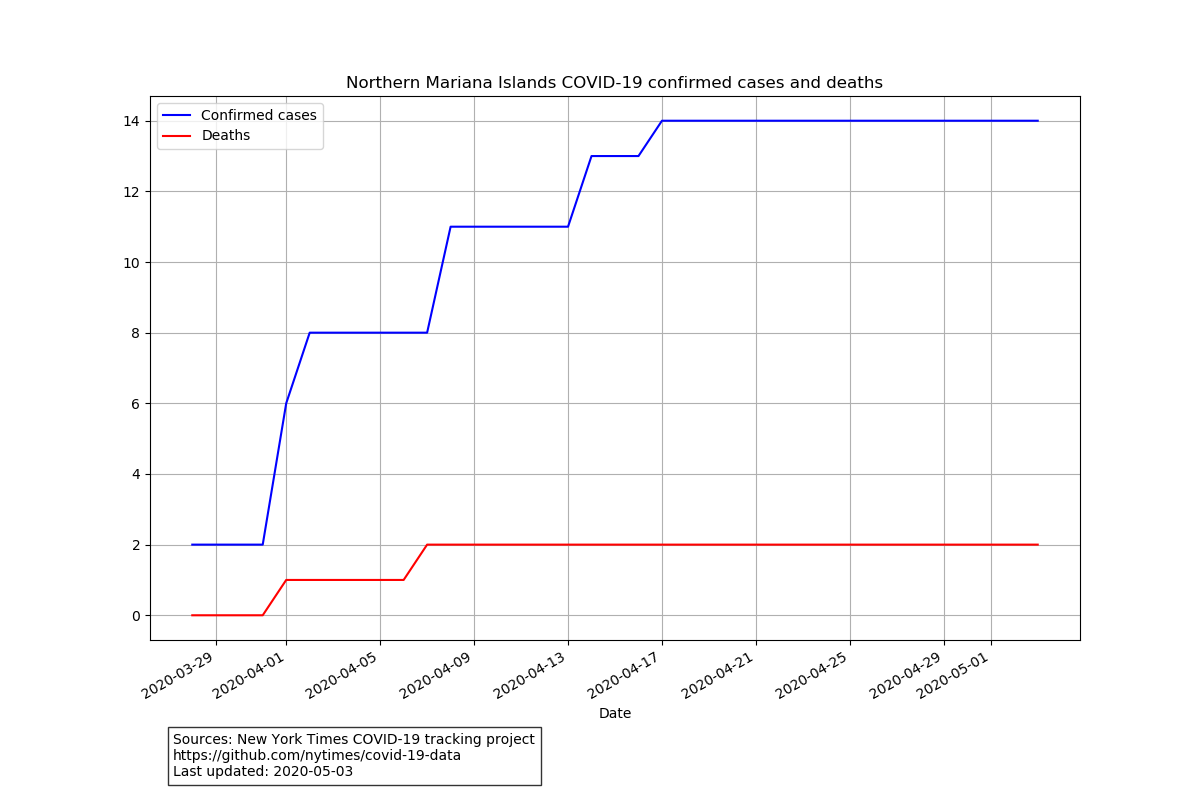 Northern Mariana Islands COVID-19 confirmed cases and deaths
Confirmed cases
Deaths
14
12
10
8
6
4
2
0
2020-03-29
2020-04-01
2020-04-05
2020-04-09
2020-04-13
2020-04-17
2020-04-21
2020-04-25
2020-04-29
2020-05-01
Date
Sources: New York Times COVID-19 tracking project
https://github.com/nytimes/covid-19-data
Last updated: 2020-05-03